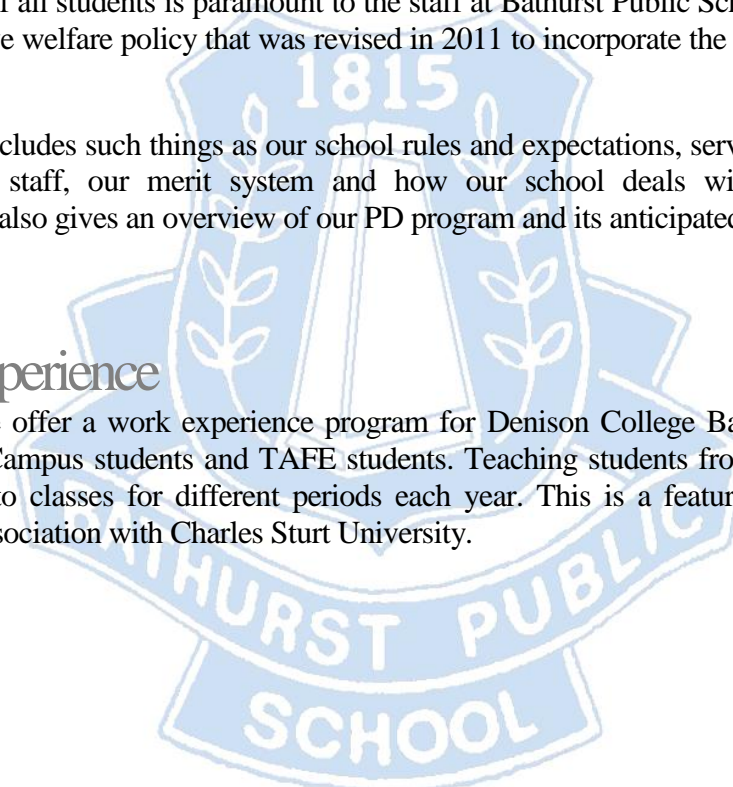 f all students is paramount to the staff at Bathurst Public Sc
ve welfare policy that was revised in 2011 to incorporate the
1815
cludes such things as our school rules and expectations, serv
staff, our merit system and how our school deals wi
also gives an overview of our PD program and its anticipated
perience
offer a work experience program for Denison College Ba
Campus students and TAFE students. Teaching students fro
to classes for different periods each year. This is a featur
sociation with Charles Sturt University.
BATHURST PUBLIC
SCHOOL